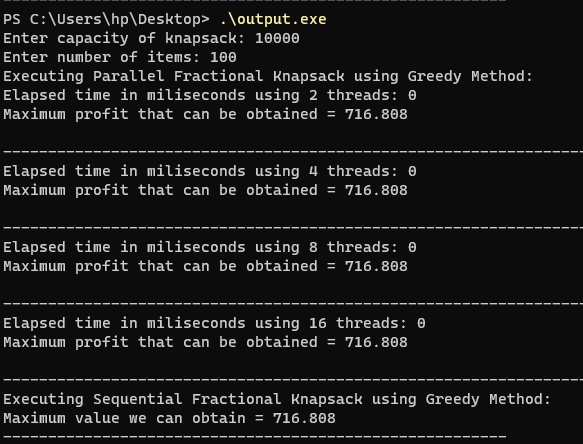 PS C:\Users\hp\Desktop> .\output.exe
Enter capacity of knapsack: 10000
Enter number of items: 100
Executing Parallel Fractional Knapsack using Greedy Method:
Elapsed time in miliseconds using 2 threads: 0
Maximum profit that can be obtained = 716.808
Elapsed time in miliseconds using 4 threads: 0
Maximum profit that can be obtained = 716.808
Elapsed time in miliseconds using 8 threads: 0
Maximum profit that can be obtained = 716.808
Elapsed time in miliseconds using 16 threads: 0
Maximum profit that can be obtained = 716.808
Executing Sequential Fractional Knapsack using Greedy Method:
Maximum value we can obtain = 716.808